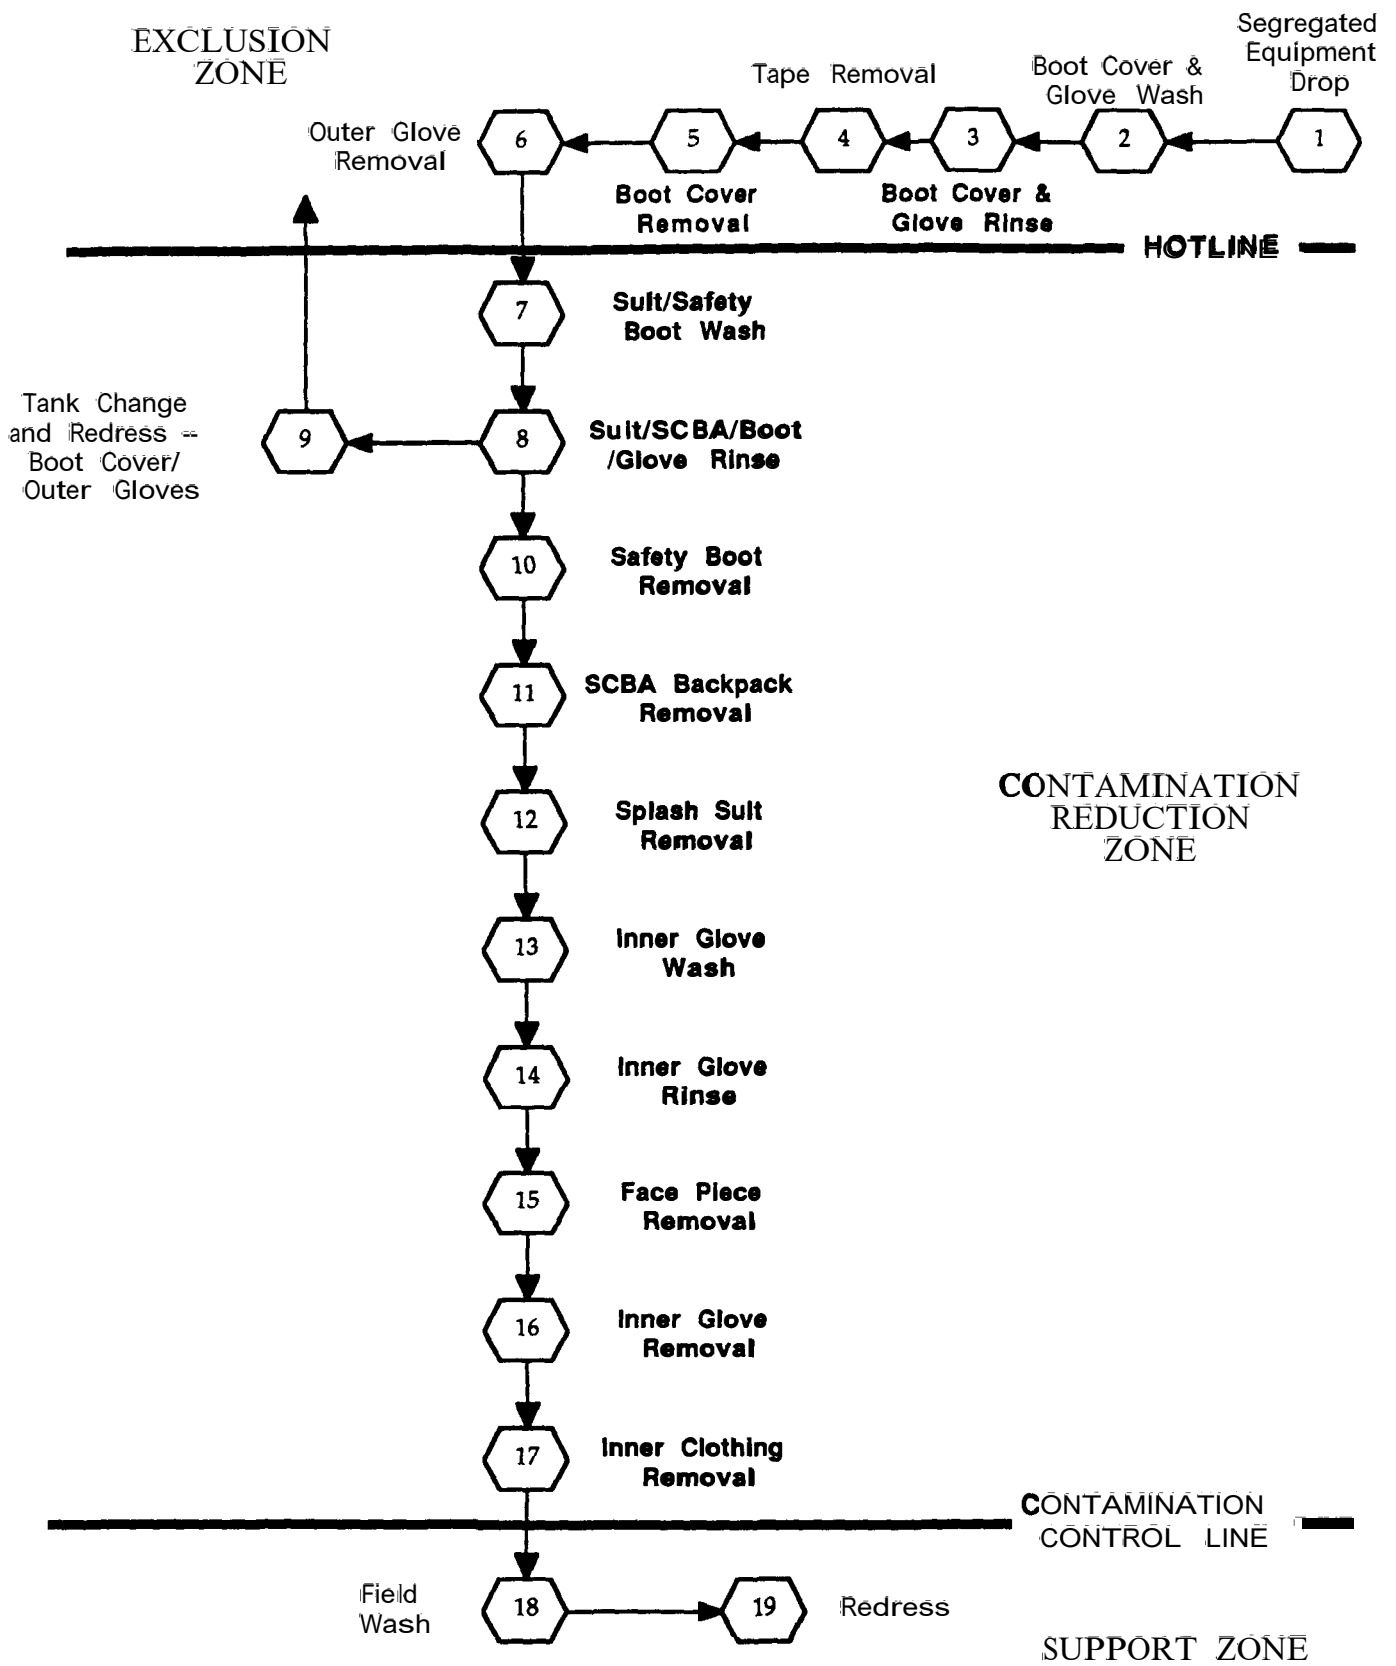 EXCLUSION
ZONE
Segregated
Equipment
Drop
Boot Cover &
Glove Wash
Tape Removal
Outer Glove
Removal
6
5
4
3
2
1
Boot Cover
Removal
Boot Cover &
Glove Rinse
HOTLINE
7
Suit/Safety
Boot Wash
Tank Change
and Redress --
Boot Cover/
Outer Gloves
9
8
Suit/SCBA/Boot
/Glove Rinse
10
Safety Boot
Removal
11
SCBA Backpack
Removal
12
Splash Suit
Removal
CONTAMINATION
REDUCTION
ZONE
13
Inner Glove
Wash
14
Inner Glove
Rinse
15
Face Piece
Removal
16
Inner Glove
Removal
17
Inner Clothing
Removal
CONTAMINATION
CONTROL LINE
Field
Wash
18
19
Redress
SUPPORT ZONE